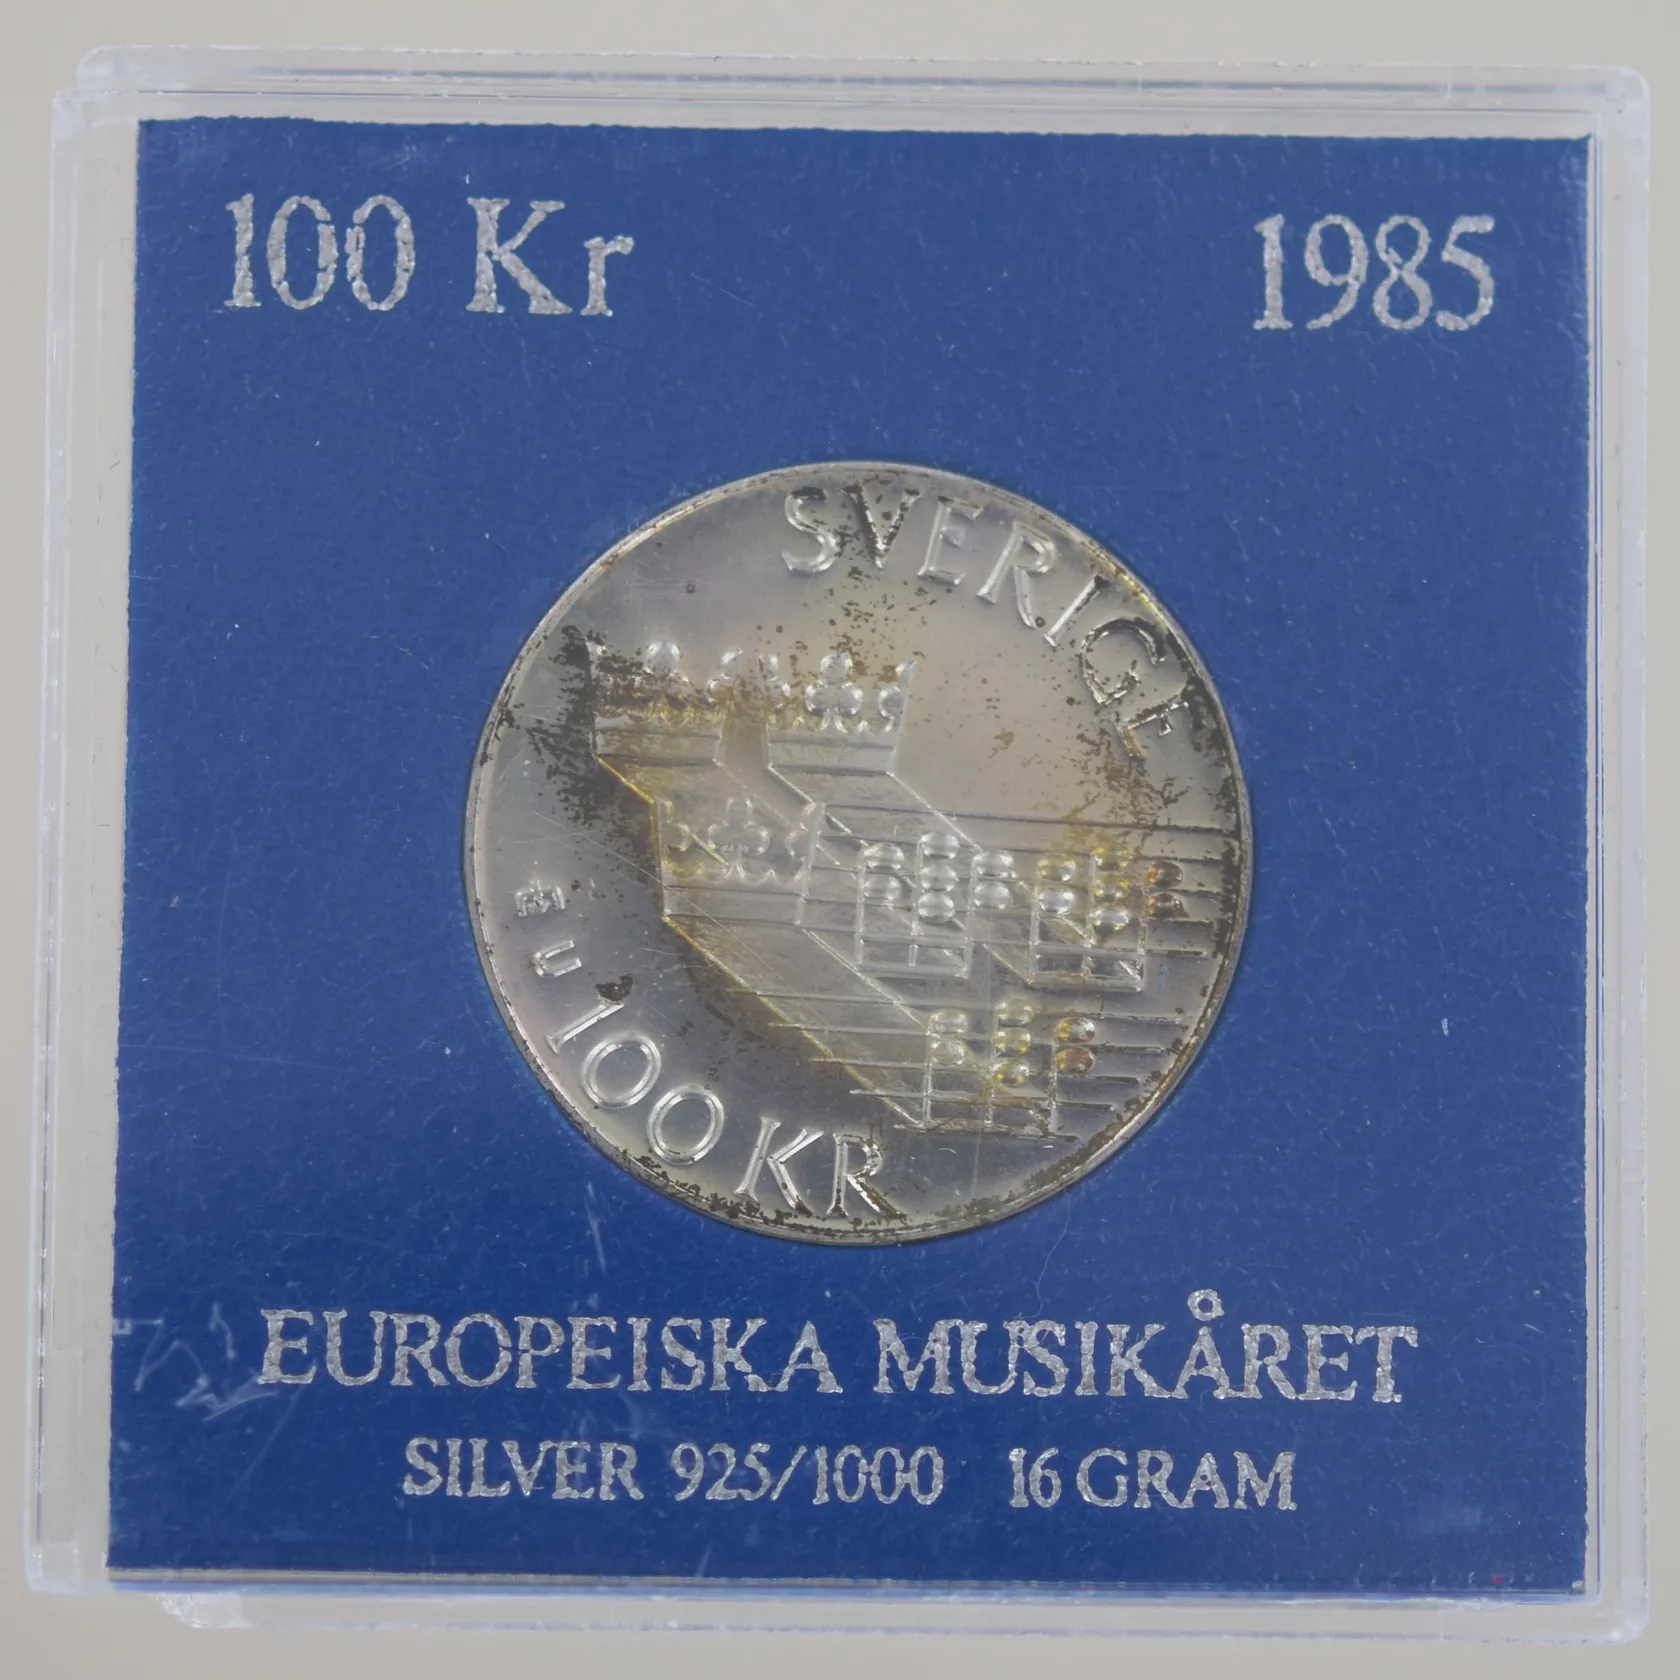 100 Kr
1985
SVERIGE
E U
100 KR
EUROPEISKA MUSIKÅRET
SILVER 925/1000 16 GRAM